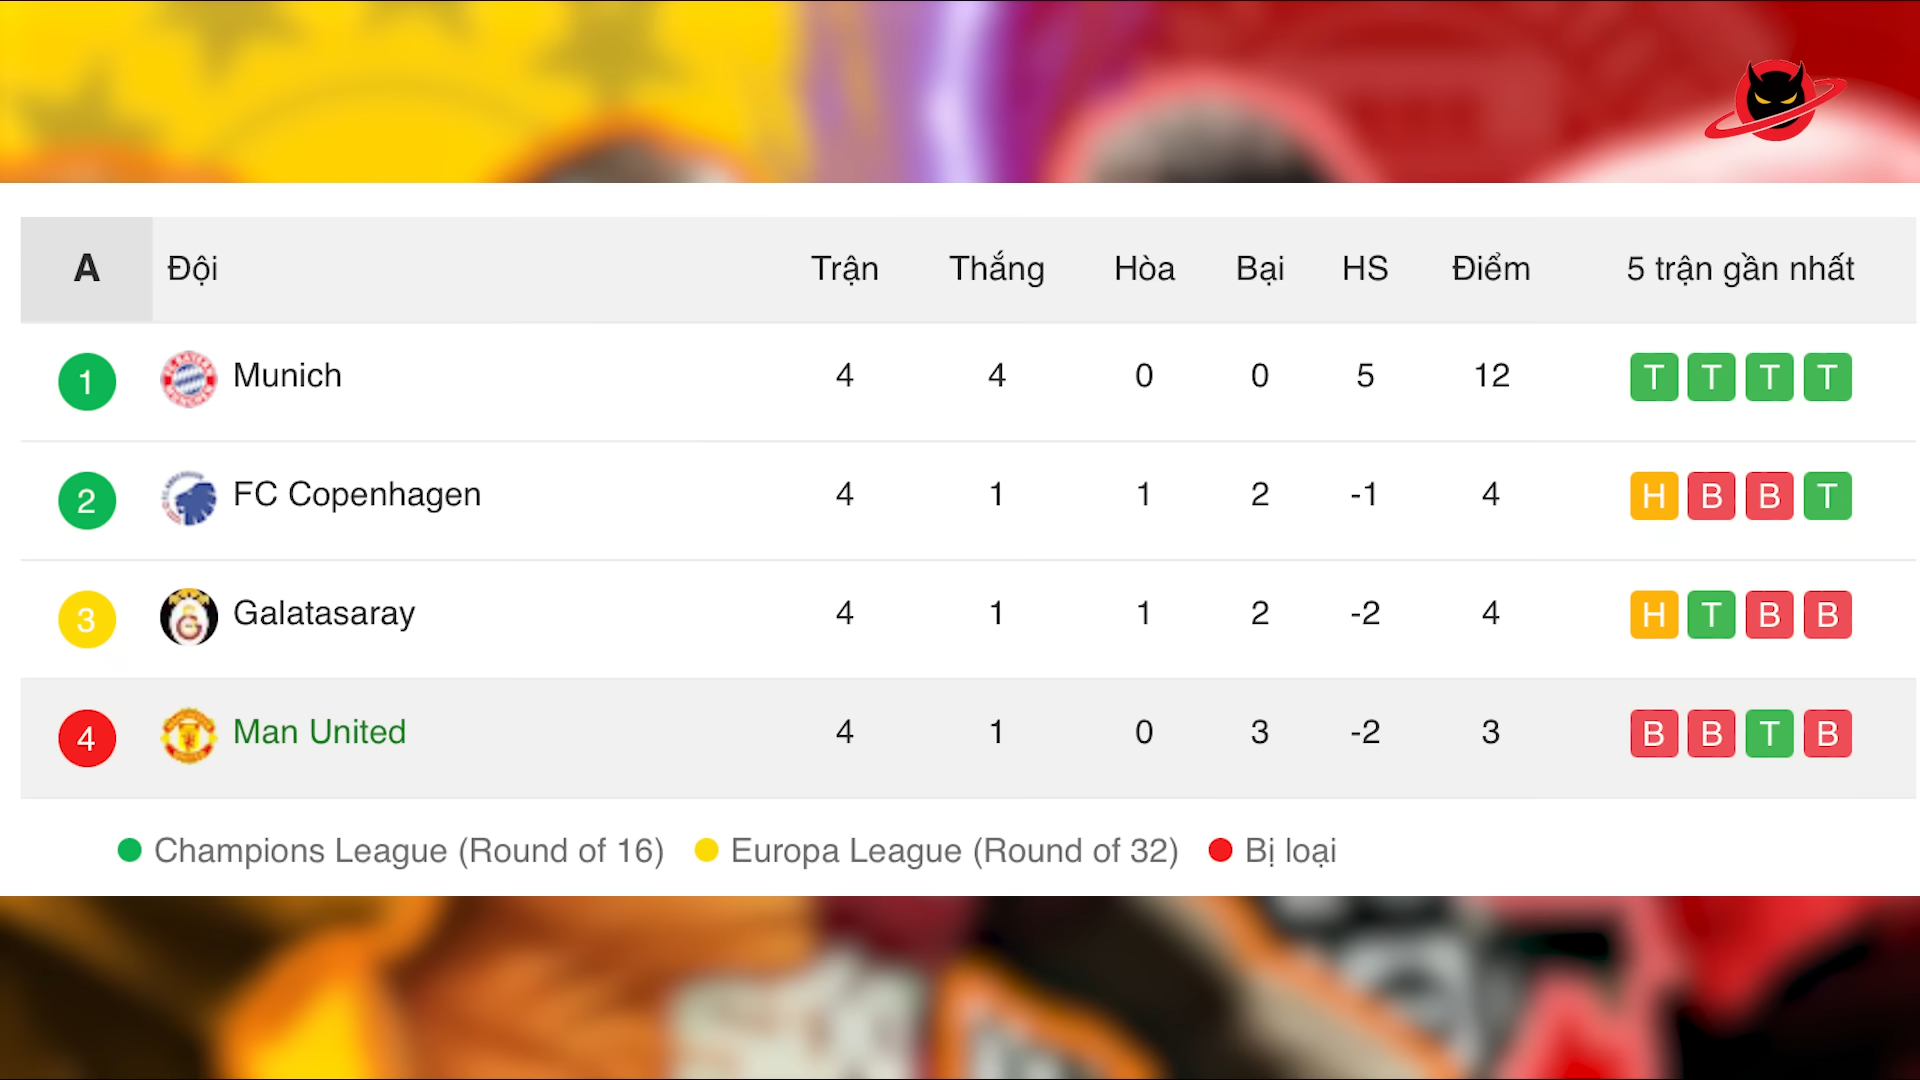 A Đội Trận Thắng Hòa Bại HS Điểm 5 trận gần nhất
1 Munich 4 4 0 0 5 12 T T T T
2 FC Copenhagen 4 1 1 2 -1 4 H B B T
3 Galatasaray 4 1 1 2 -2 4 H T B B
4 Man United 4 1 0 3 -2 3 B B T B
Champions League (Round of 16) Europa League (Round of 32) Bị loại